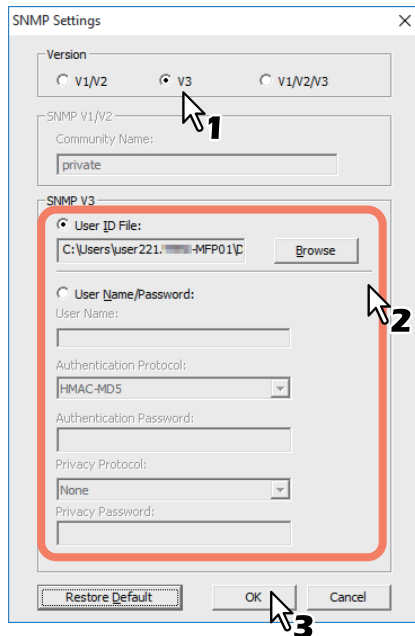 SNMP Settings
Version
V1/V2 V3 V1/V2/V3
1
SNMP V1/V2
Community Name:
private
SNMP V3
User ID File:
C:\Users\user221. -MFP01\D Browse
2
User Name/Password:
User Name:
Authentication Protocol:
HMAC-MD5
Authentication Password:
Privacy Protocol:
None
Privacy Password:
Restore Default OK Cancel
3